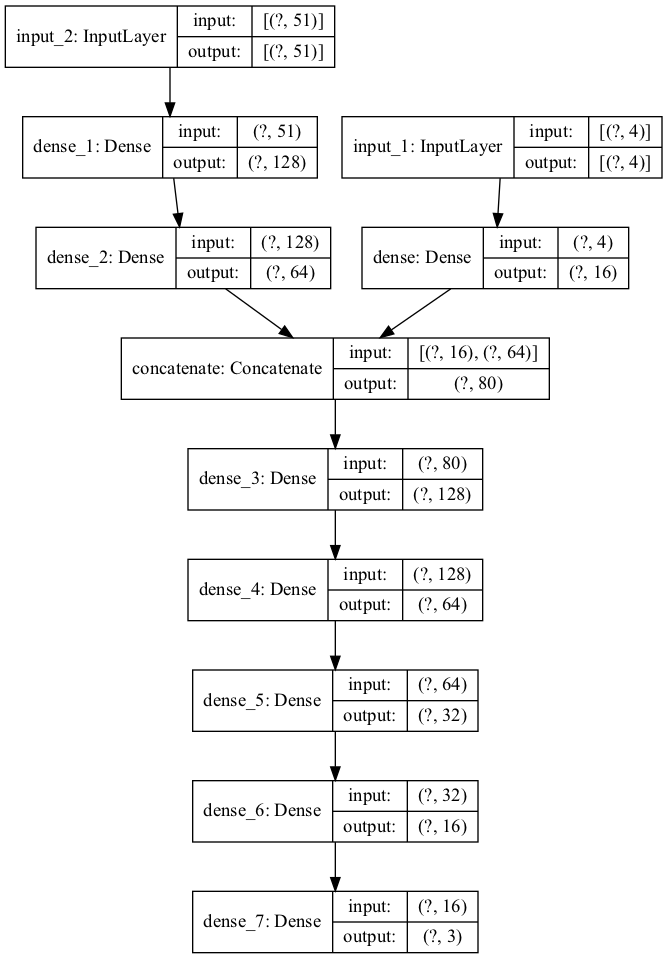 input_2: InputLayer
input:
[(?, 51)]
output:
[(?, 51)]
dense_1: Dense
input:
(?, 51)
output:
(?, 128)
input_1: InputLayer
input:
[(?, 4)]
output:
[(?, 4)]
dense_2: Dense
input:
(?, 128)
output:
(?, 64)
dense: Dense
input:
(?, 4)
output:
(?, 16)
concatenate: Concatenate
input:
[(?, 16), (?, 64)]
output:
(?, 80)
dense_3: Dense
input:
(?, 80)
output:
(?, 128)
dense_4: Dense
input:
(?, 128)
output:
(?, 64)
dense_5: Dense
input:
(?, 64)
output:
(?, 32)
dense_6: Dense
input:
(?, 32)
output:
(?, 16)
dense_7: Dense
input:
(?, 16)
output:
(?, 3)